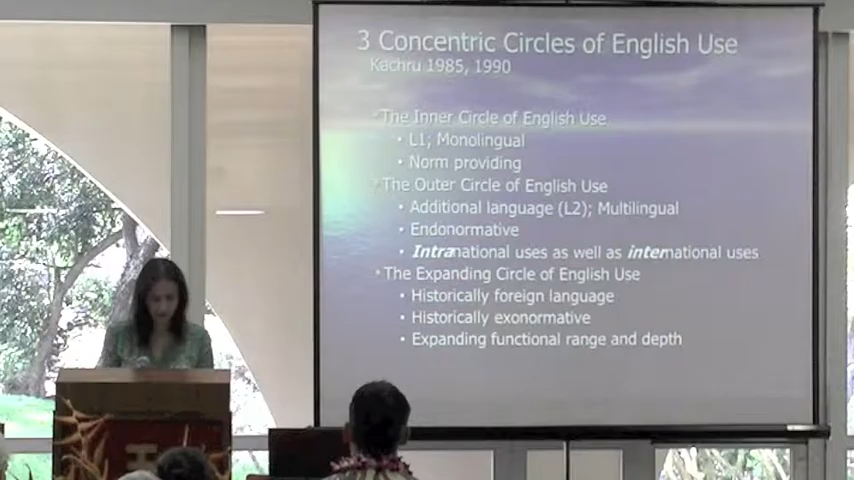 3 Concentric Circles of English Use
Kachru 1985, 1990
•The Inner Circle of English Use
• L1; Monolingual
• Norm providing
•The Outer Circle of English Use
• Additional language (L2); Multilingual
• Endonormative
• Intranational uses as well as international uses
•The Expanding Circle of English Use
• Historically foreign language
• Historically exonormative
• Expanding functional range and depth